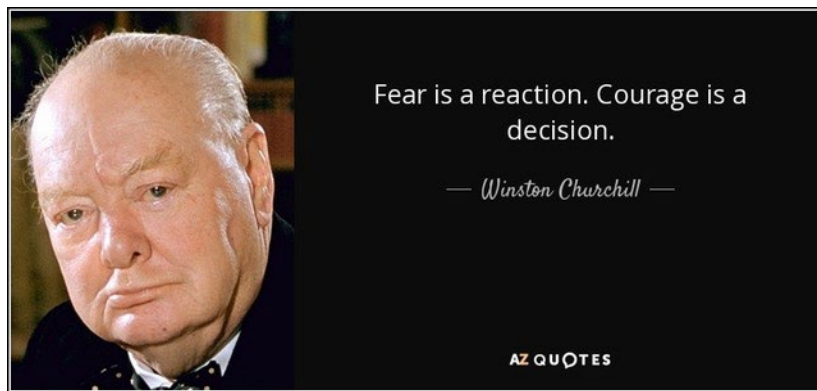 Fear is a reaction. Courage is a
decision.
— Winston Churchill —
AZ QUOTES